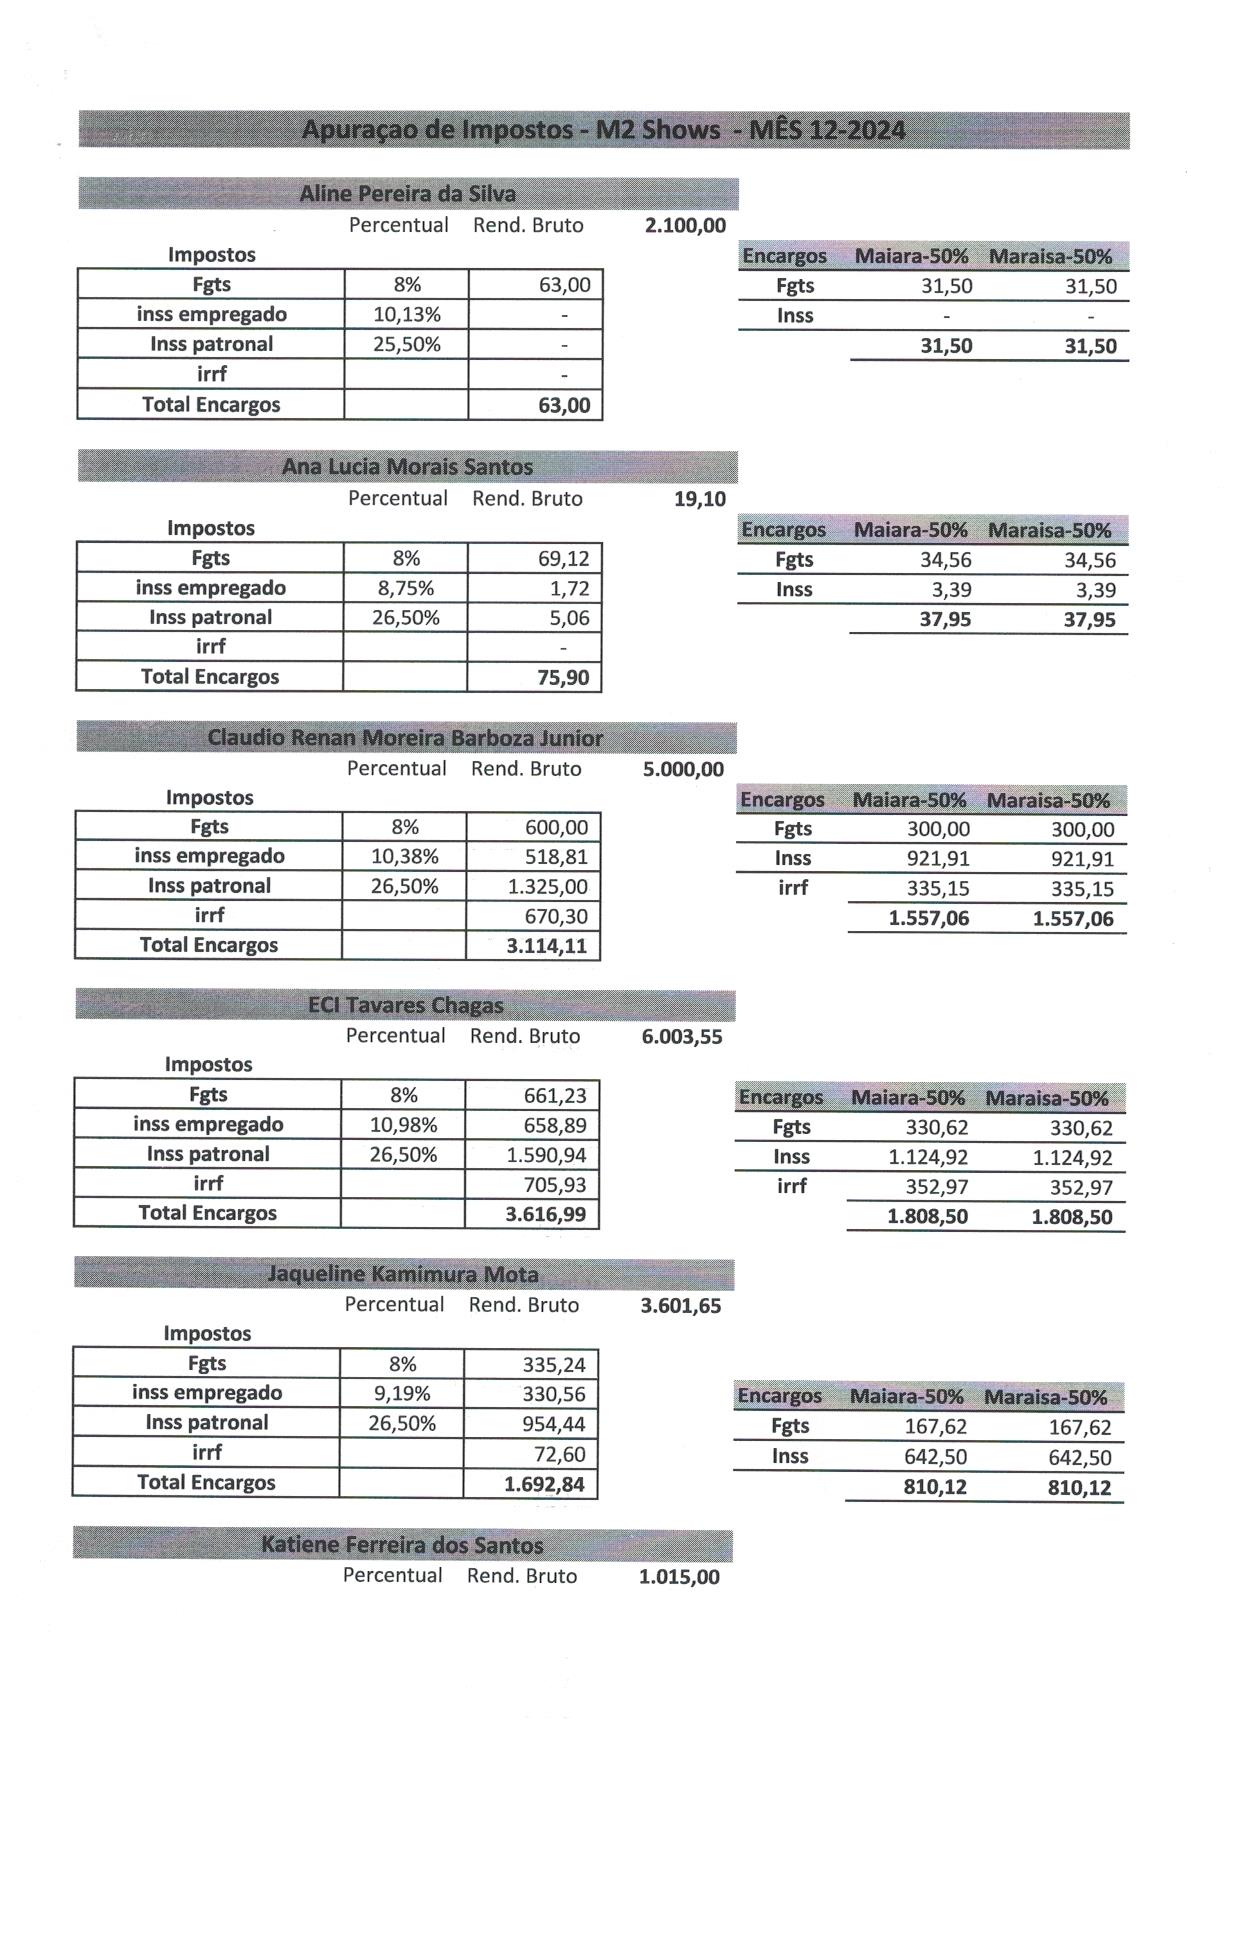 Apuraçao de Impostos - M2 Shows - MÊS 12-2024
Aline Pereira da Silva
Percentual Rend. Bruto 2.100,00
Impostos
Encargos Maiara-50% Maraisa-50%
Fgts 8% 63,00 Fgts 31,50 31,50
inss empregado 10,13% - Inss - -
Inss patronal 25,50% - 31,50 31,50
irrf -
Total Encargos 63,00
Ana Lucia Morais Santos
Percentual Rend. Bruto 19,10
Impostos
Encargos Maiara-50% Maraisa-50%
Fgts 8% 69,12 Fgts 34,56 34,56
inss empregado 8,75% 1,72 Inss 3,39 3,39
Inss patronal 26,50% 5,06 37,95 37,95
irrf -
Total Encargos 75,90
Claudio Renan Moreira Barboza Junior
Percentual Rend. Bruto 5.000,00
Impostos
Encargos Maiara-50% Maraisa-50%
Fgts 8% 600,00 Fgts 300,00 300,00
inss empregado 10,38% 518,81 Inss 921,91 921,91
Inss patronal 26,50% 1.325,00 irrf 335,15 335,15
irrf 670,30 1.557,06 1.557,06
Total Encargos 3.114,11
ECI Tavares Chagas
Percentual Rend. Bruto 6.003,55
Impostos
Fgts 8% 661,23 Encargos Maiara-50% Maraisa-50%
inss empregado 10,98% 658,89 Fgts 330,62 330,62
Inss patronal 26,50% 1.590,94 Inss 1.124,92 1.124,92
irrf 705,93 irrf 352,97 352,97
Total Encargos 3.616,99 1.808,50 1.808,50
Jaqueline Kamimura Mota
Percentual Rend. Bruto 3.601,65
Impostos
Fgts 8% 335,24
inss empregado 9,19% 330,56 Encargos Maiara-50% Maraisa-50%
Inss patronal 26,50% 954,44 Fgts 167,62 167,62
irrf 72,60 Inss 642,50 642,50
Total Encargos 1.692,84 810,12 810,12
Katiene Ferreira dos Santos
Percentual Rend. Bruto 1.015,00